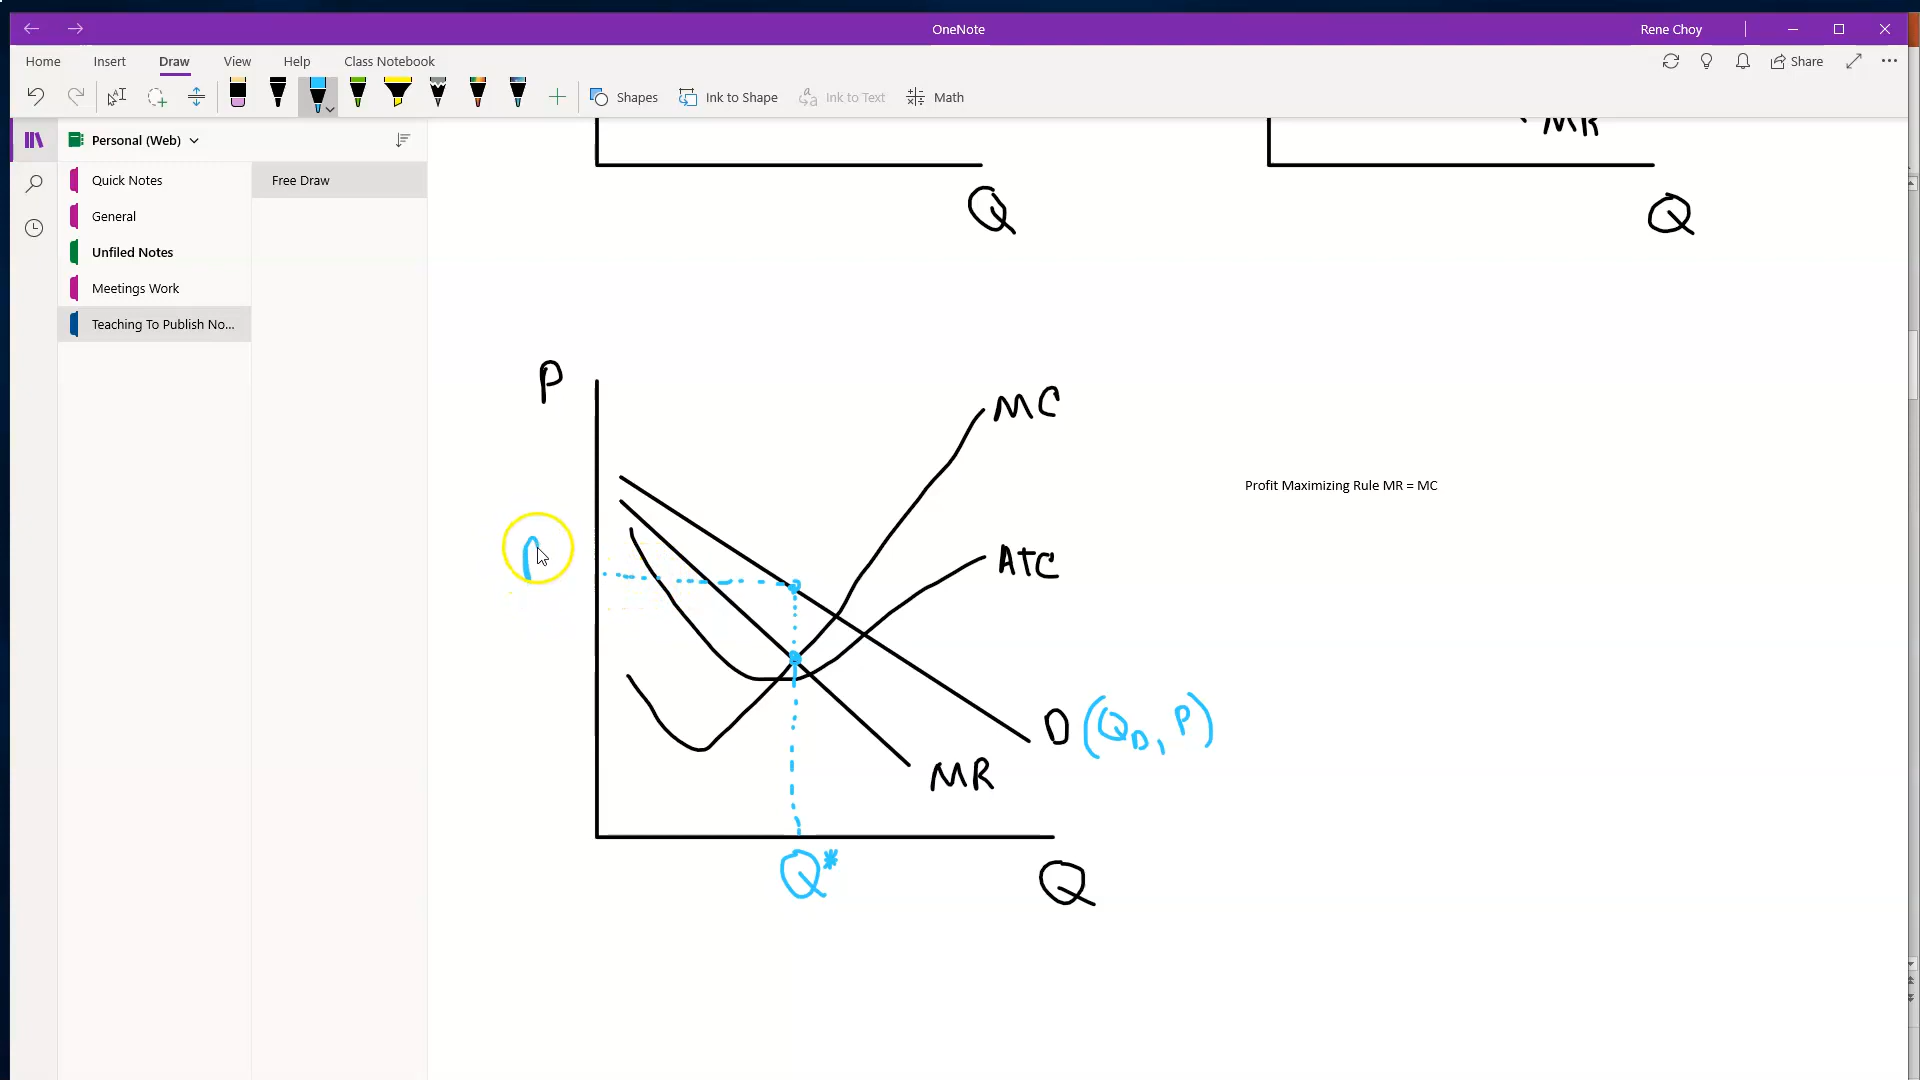 OneNote
Rene Choy
Home Insert Draw View Help Class Notebook
Share
Shapes Ink to Shape Ink to Text Math
Personal (Web)
Quick Notes
General
Unfiled Notes
Meetings Work
Teaching To Publish No...
Free Draw
MR
Q
Q
P
MC
Profit Maximizing Rule MR = MC
ATC
D (QD, P)
MR
Q*
Q